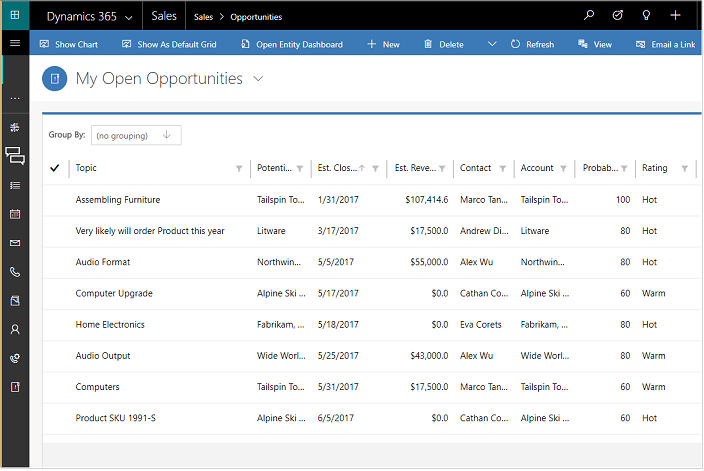 Dynamics 365 Sales Sales > Opportunities
Show Chart Show As Default Grid Open Entity Dashboard New Delete Refresh View Email a Link
My Open Opportunities
Group By: (no grouping)
Topic Potenti... Est. Clos... Est. Reve... Contact Account Probab... Rating
Assembling Furniture Tailspin To... 1/31/2017 $107,414.6 Marco Tan... Tailspin To... 100 Hot
Very likely will order Product this year Litware 3/17/2017 $17,500.0 Andrew Di... Litware 80 Hot
Audio Format Northwin... 5/5/2017 $55,000.0 Alex Wu Northwin... 80 Hot
Computer Upgrade Alpine Ski ... 5/17/2017 $0.0 Cathan Co... Alpine Ski ... 60 Warm
Home Electronics Fabrikam, ... 5/18/2017 $0.0 Eva Corets Fabrikam, ... 80 Hot
Audio Output Wide Worl... 5/25/2017 $43,000.0 Alex Wu Wide Worl... 80 Warm
Computers Tailspin To... 5/31/2017 $17,500.0 Marco Tan... Tailspin To... 60 Warm
Product SKU 1991-S Alpine Ski ... 6/5/2017 $0.0 Cathan Co... Alpine Ski ... 60 Hot